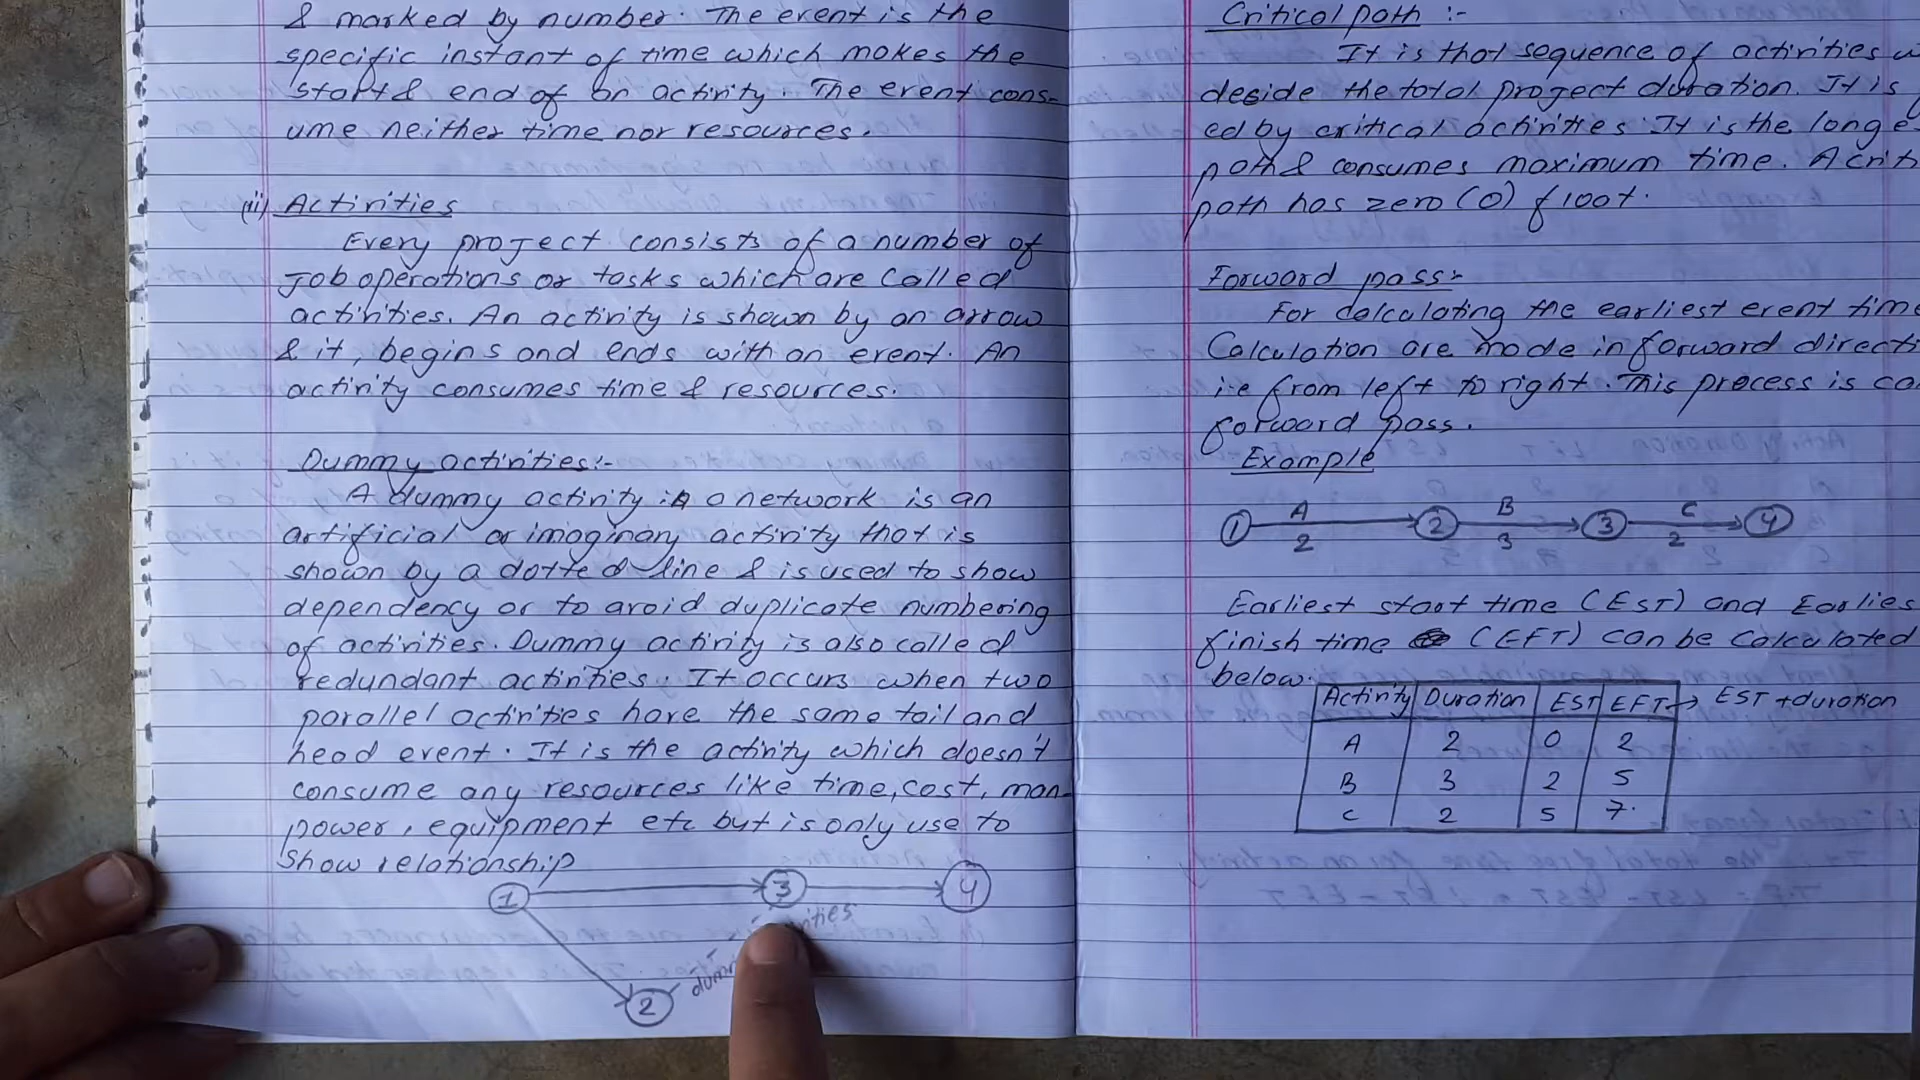 & marked by number. The event is the
specific instant of time which makes the
start & end of an activity. The event cons-
ume neither time nor resources.
(ii) Activities
Every project consists of a number of
Job operations or tasks which are called
activities. An activity is shown by an arrow
& it, begins and ends with an event. An
activity consumes time & resources.
Dummy activities:-
A dummy activity in a network is an
artificial or imaginary activity that is
shown by a dotted line & is used to show
dependency or to avoid duplicate numbering
of activities. Dummy activity is also called
redundant activities. It occurs when two
parallel activities have the same tail and
head event. It is the activity which doesn't
consume any resources like time, cost, man
power, equipment etc but is only use to
show relationship
1 3 4
2
Critical path :-
It is that sequence of activities
deside the total project duration. It is
ed by critical activities. It is the longe
path & consumes maximum time. A crit
path has zero (0) float.
Forward pass:-
For calculating the earliest event time
Calculation are made in forward directi
i.e from left to right. This process is ca
forward pass.
Example
A B C
1 2 3 4
2 3 2
Earliest start time (EST) and Earlies
finish time (EFT) can be calculated
below.
Activity Duration EST EFT → EST + duration
A 2 0 2
B 3 2 5
C 2 5 7.